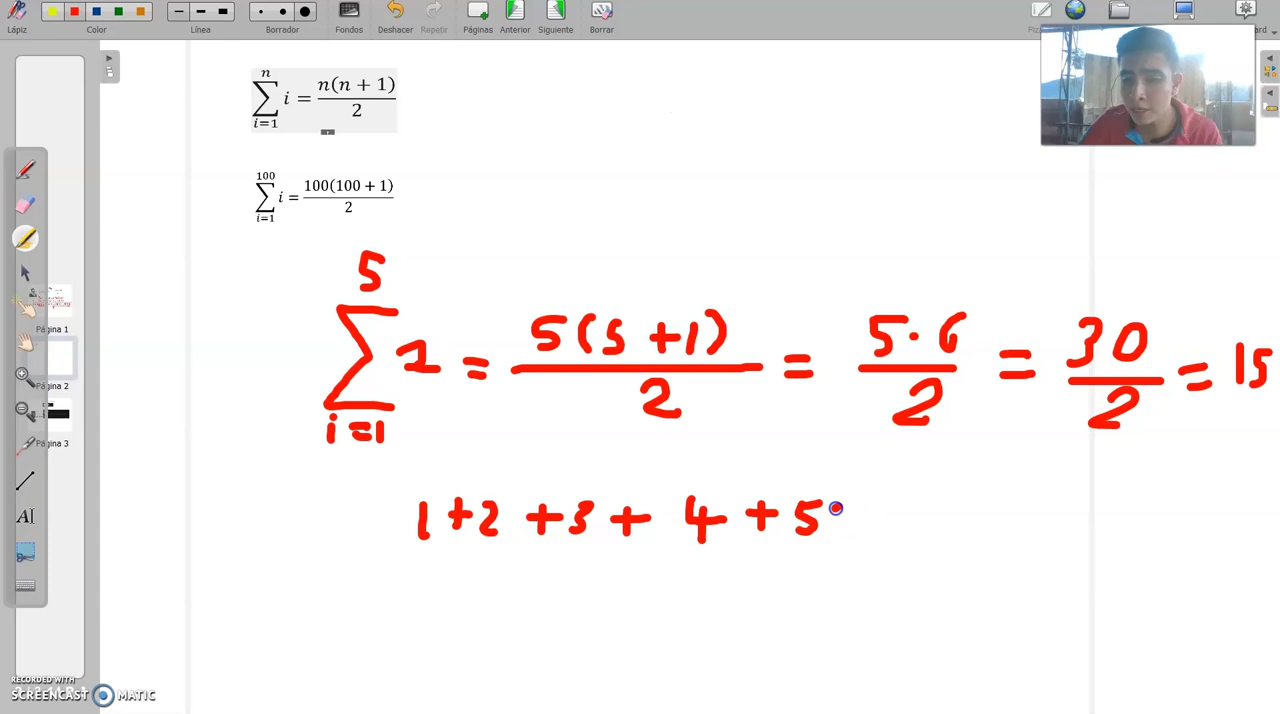 Lápiz Color Línea Borrador Fondos Deshacer Repetir Páginas Anterior Siguiente Borrar
n
∑ i = n(n + 1) / 2
i=1
100
∑ i = 100(100 + 1) / 2
i=1
5
∑ 1 = 5(5 +1) / 2 = 5·6 / 2 = 30 / 2 = 15
i=1
1 +2 +3 + 4 + 5
Página 1
Página 2
Página 3
AI
RECORDED WITH
SCREENCAST MATIC